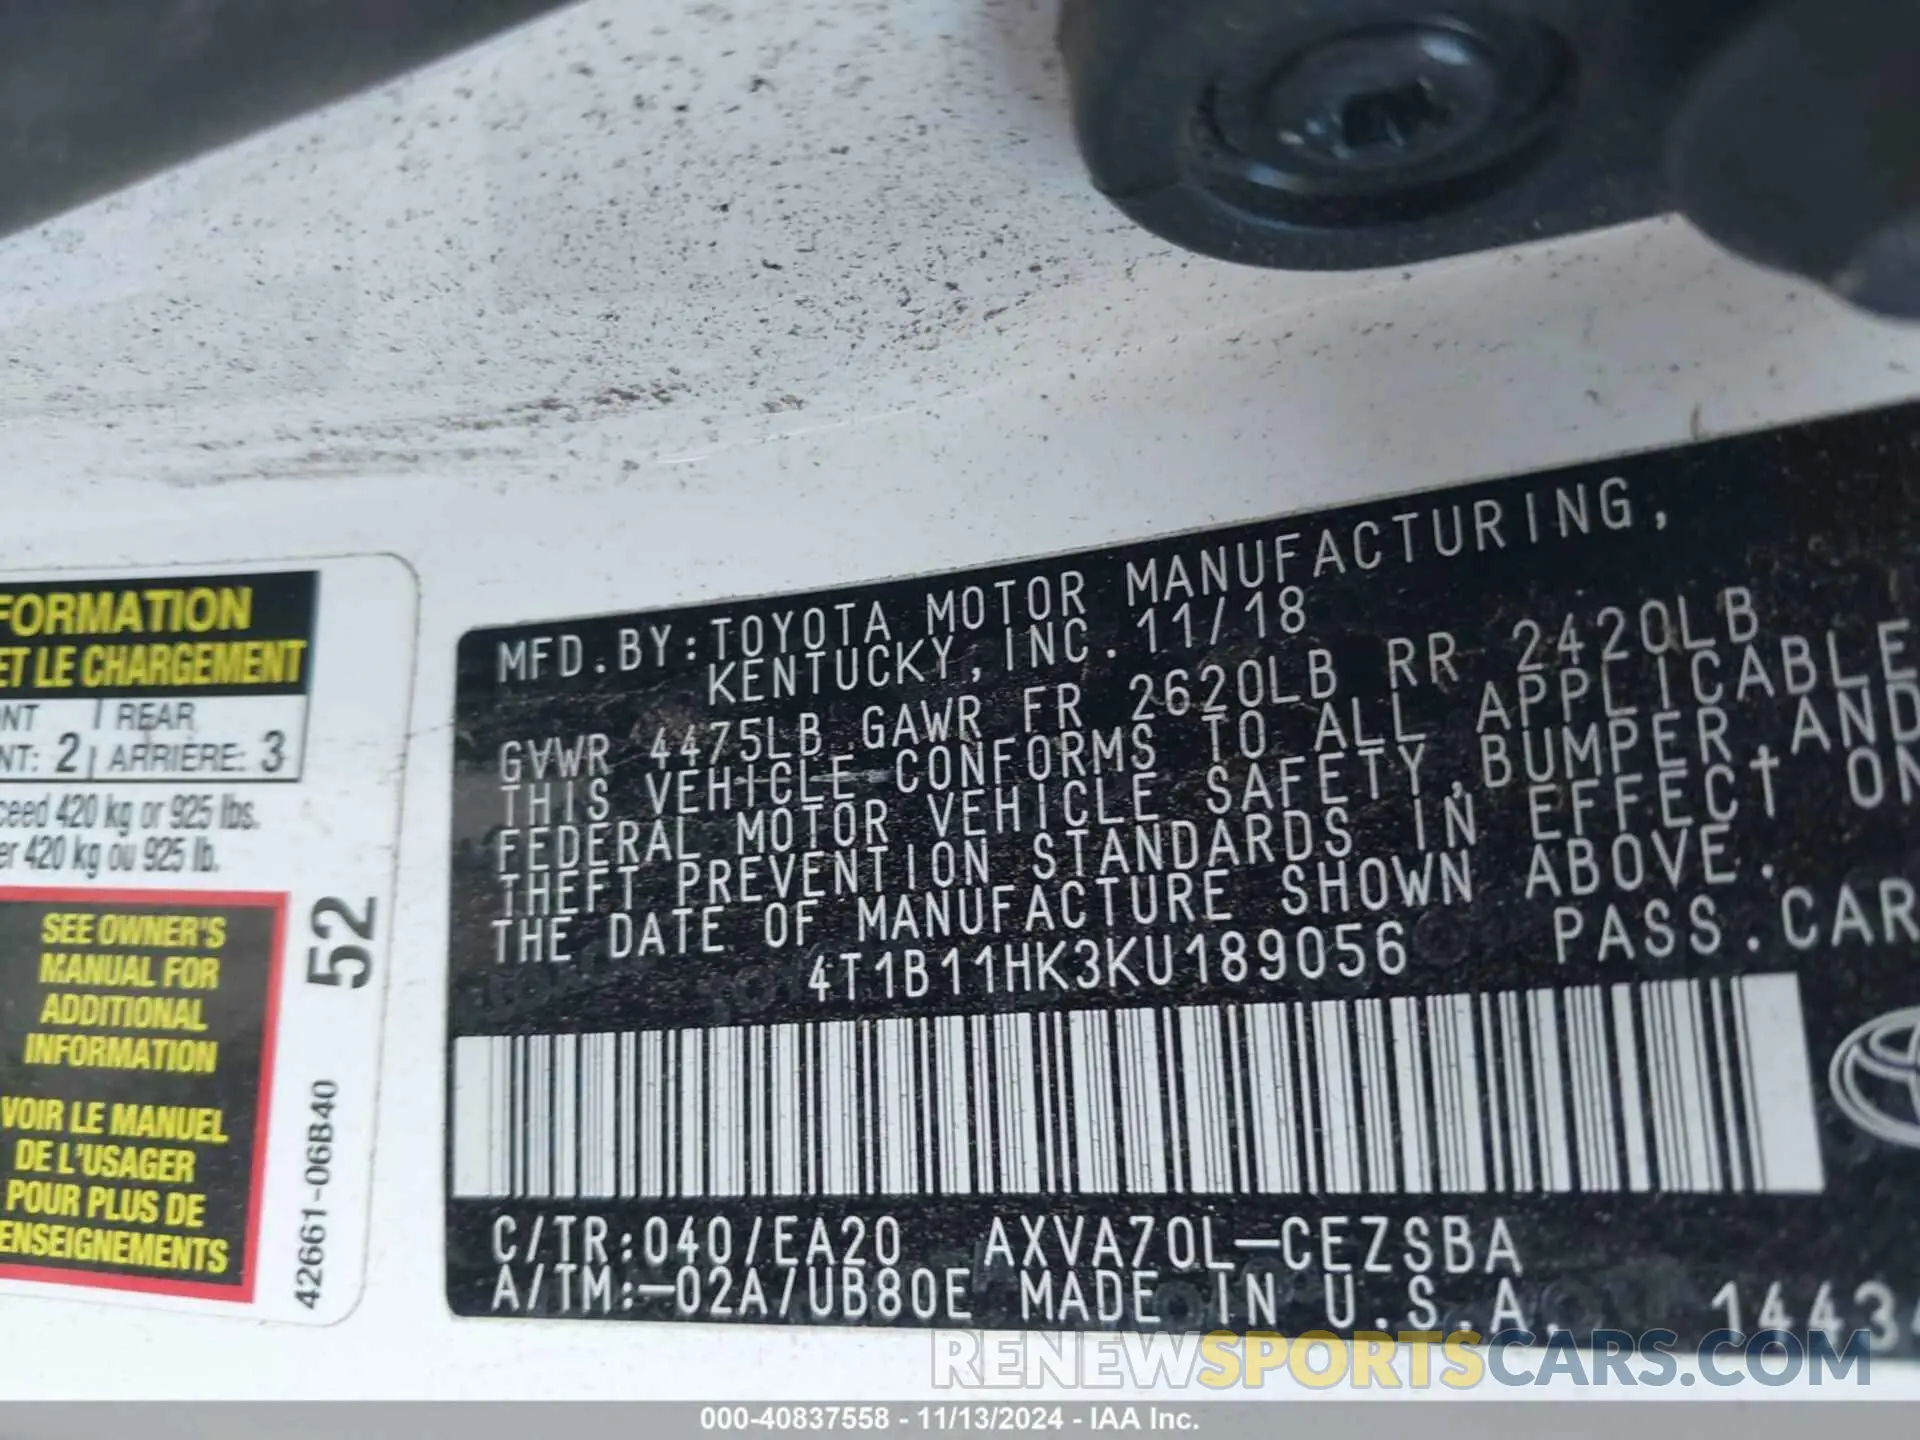 FORMATION
ET LE CHARGEMENT
NT REAR
NT: 2 ARRIÈRE: 3
ceed 420 kg or 925 lbs.
er 420 kg ou 925 lb.
SEE OWNER'S
MANUAL FOR
ADDITIONAL
INFORMATION
VOIR LE MANUEL
DE L'USAGER
POUR PLUS DE
ENSEIGNEMENTS
52
42661-06B40
MFD.BY:TOYOTA MOTOR MANUFACTURING,
KENTUCKY, INC. 11/18
GVWR 4475LB GAWR FR 2620LB RR 2420LB
THIS VEHICLE CONFORMS TO ALL APPLICABLE
FEDERAL MOTOR VEHICLE SAFETY,BUMPER,AND
THEFT PREVENTION STANDARDS IN EFFECT ON
THE DATE OF MANUFACTURE SHOWN ABOVE.
4T1B11HK3KU189056 PASS.CAR
C/TR:040/EA20 AXVA70L-CEZSBA
A/TM:-02A/UB80E MADE IN U.S.A. 1443
RENEWSPORTSCARS.COM
000-40837558 - 11/13/2024 - IAA Inc.